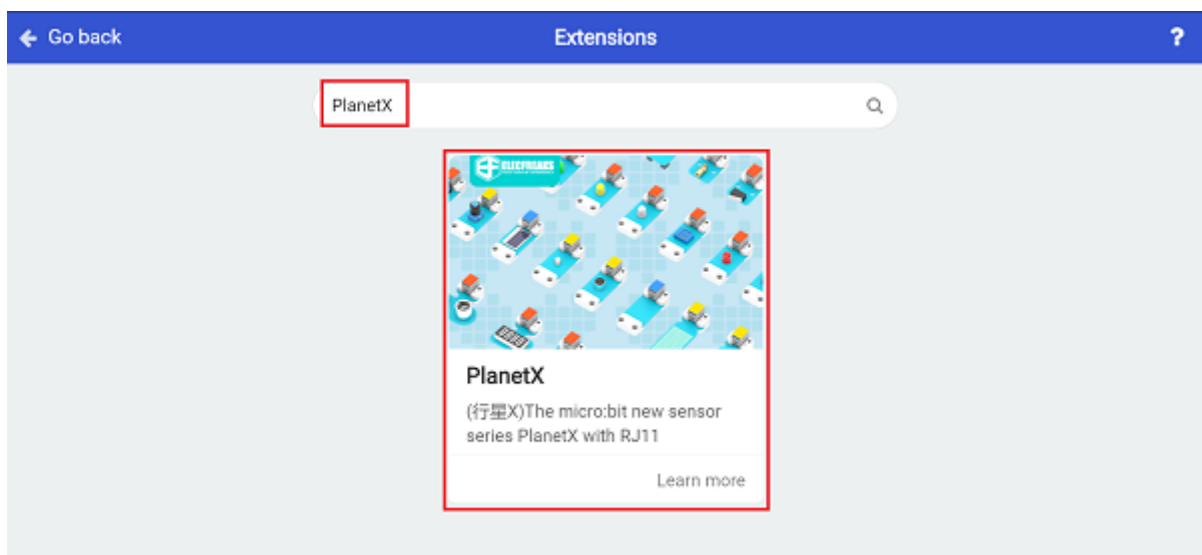 Go back
Extensions
?
PlanetX
ELECFREAKS
PlanetX
(行星X)The micro:bit new sensor
series PlanetX with RJ11
Learn more